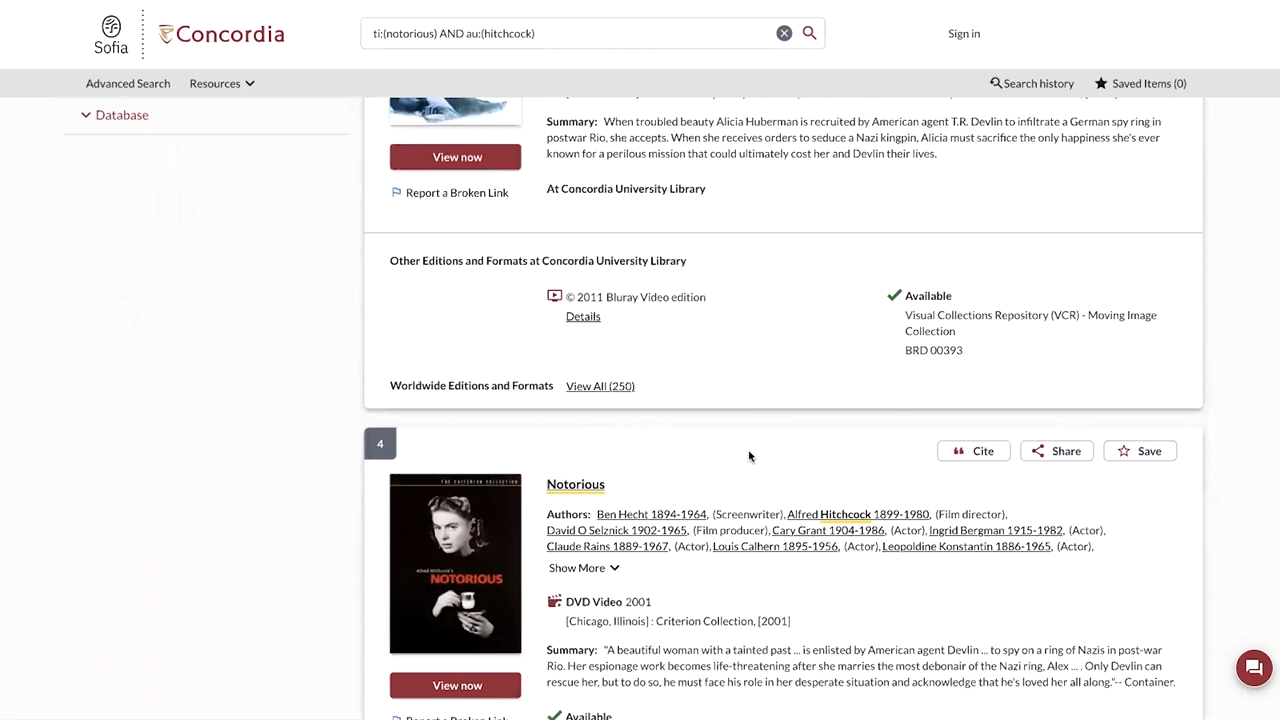 Sofia
Concordia
ti:(notorious) AND au:(hitchcock)
Sign in
Advanced Search
Resources
Search history
Saved Items (0)
Database
Summary: When troubled beauty Alicia Huberman is recruited by American agent T.R. Devlin to infiltrate a German spy ring in
postwar Rio, she accepts. When she receives orders to seduce a Nazi kingpin, Alicia must sacrifice the only happiness she's ever
known for a perilous mission that could ultimately cost her and Devlin their lives.
View now
Report a Broken Link
At Concordia University Library
Other Editions and Formats at Concordia University Library
© 2011 Bluray Video edition
Details
Available
Visual Collections Repository (VCR) - Moving Image
Collection
BRD 00393
Worldwide Editions and Formats View All (250)
4
Cite
Share
Save
THE CRITERION COLLECTION
ALFRED HITCHCOCK'S
NOTORIOUS
Notorious
Authors: Ben Hecht 1894-1964, (Screenwriter), Alfred Hitchcock 1899-1980, (Film director),
David O Selznick 1902-1965, (Film producer), Cary Grant 1904-1986, (Actor), Ingrid Bergman 1915-1982, (Actor),
Claude Rains 1889-1967, (Actor), Louis Calhern 1895-1956, (Actor), Leopoldine Konstantin 1886-1965, (Actor),
Show More
DVD Video 2001
[Chicago, Illinois] : Criterion Collection, [2001]
Summary: "A beautiful woman with a tainted past ... is enlisted by American agent Devlin ... to spy on a ring of Nazis in post-war
Rio. Her espionage work becomes life-threatening after she marries the most debonair of the Nazi ring, Alex ... . Only Devlin can
rescue her, but to do so, he must face his role in her desperate situation and acknowledge that he's loved her all along."-- Container.
View now
Report a Broken Link
Available